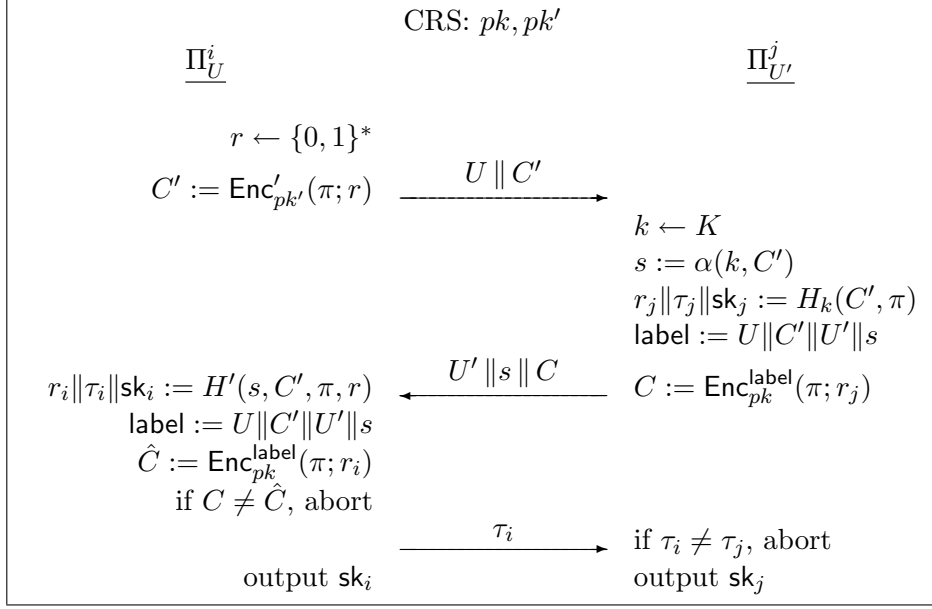 CRS: pk, pk′
Π_U^i Π_{U′}^j
r ← {0, 1}*
C′ := Enc′_{pk′}(π; r) U ∥ C′
k ← K
s := α(k, C′)
r_j∥τ_j∥sk_j := H_k(C′, π)
label := U∥C′∥U′∥s
r_i∥τ_i∥sk_i := H′(s, C′, π, r) U′ ∥s ∥ C C := Enc_{pk}^{label}(π; r_j)
label := U∥C′∥U′∥s
Ĉ := Enc_{pk}^{label}(π; r_i)
if C ≠ Ĉ, abort
τ_i if τ_i ≠ τ_j, abort
output sk_i output sk_j